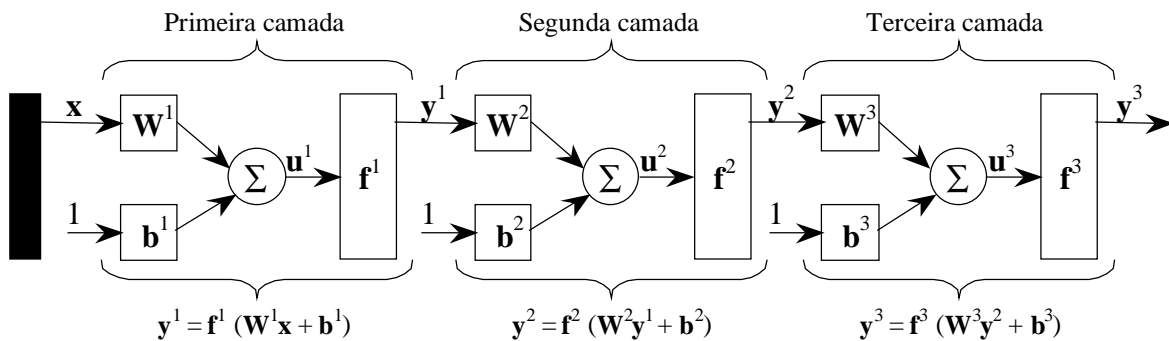 Primeira camada Segunda camada Terceira camada
x W¹ y¹ W² y² W³ y³
Σ u¹ f¹ Σ u² f² Σ u³ f³
1 b¹ 1 b² 1 b³
y¹ = f¹ (W¹x + b¹) y² = f² (W²y¹ + b²) y³ = f³ (W³y² + b³)